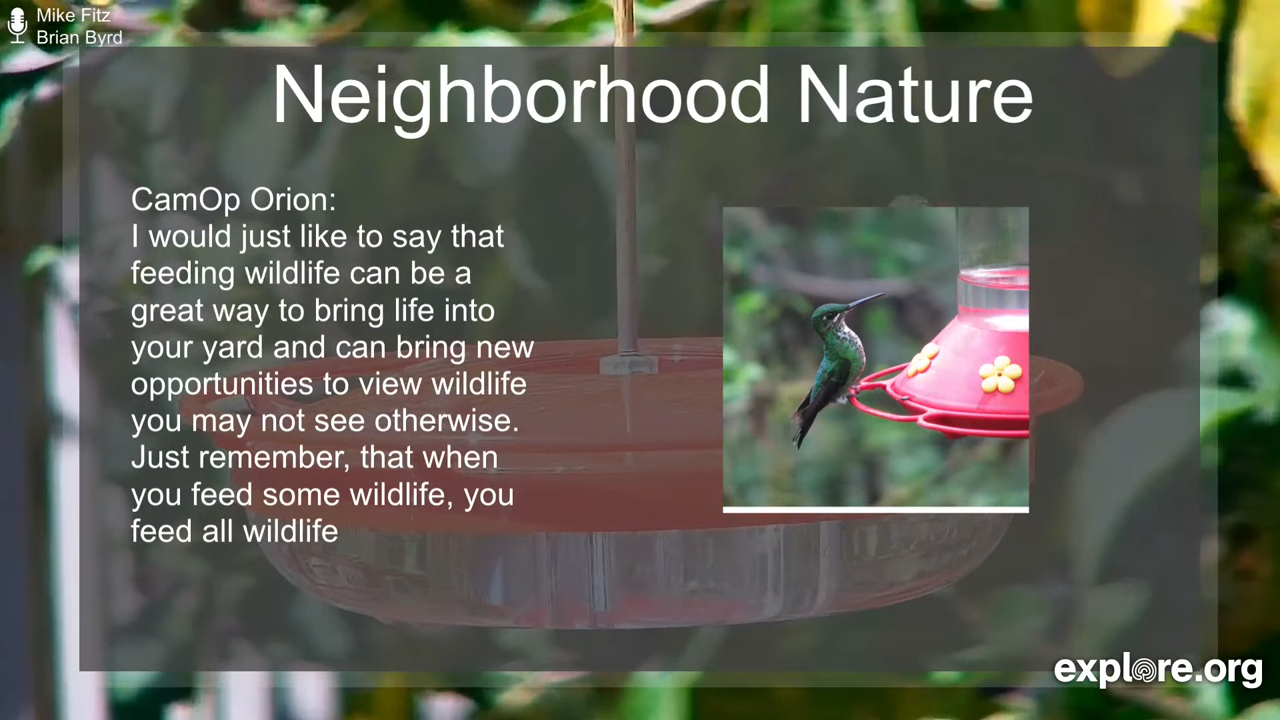 Mike Fitz
Brian Byrd
Neighborhood Nature
CamOp Orion:
I would just like to say that
feeding wildlife can be a
great way to bring life into
your yard and can bring new
opportunities to view wildlife
you may not see otherwise.
Just remember, that when
you feed some wildlife, you
feed all wildlife
explore.org